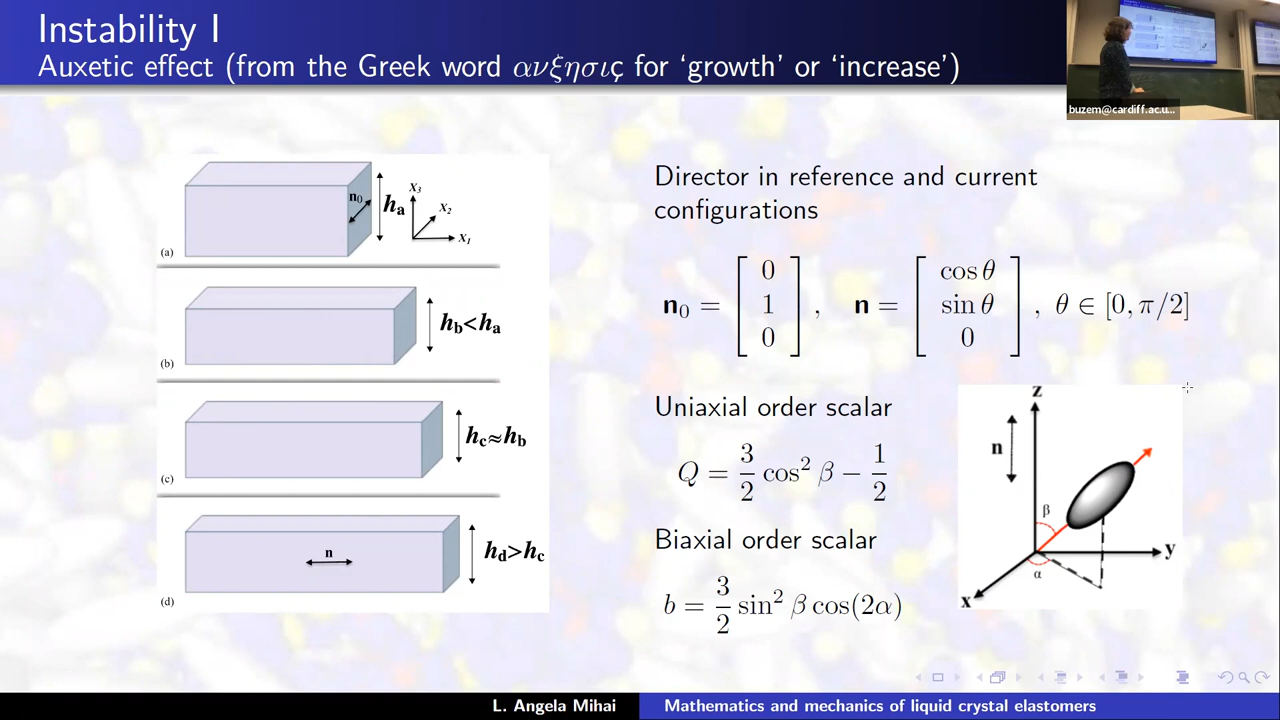 Instability I
Auxetic effect (from the Greek word ανξησις for ‘growth’ or ‘increase’)
buzem@cardiff.ac.u...
n₀
hₐ
X₃
X₂
X₁
(a)
h_b<hₐ
(b)
h_c≈h_b
(c)
n
h_d>h_c
(d)
Director in reference and current
configurations
n₀ = [ 0 1 0 ], n = [ cos θ sin θ 0 ], θ ∈ [0, π/2]
Uniaxial order scalar
Q = 3/2 cos² β − 1/2
Biaxial order scalar
b = 3/2 sin² β cos(2α)
z
n
β
y
α
x
L. Angela Mihai
Mathematics and mechanics of liquid crystal elastomers